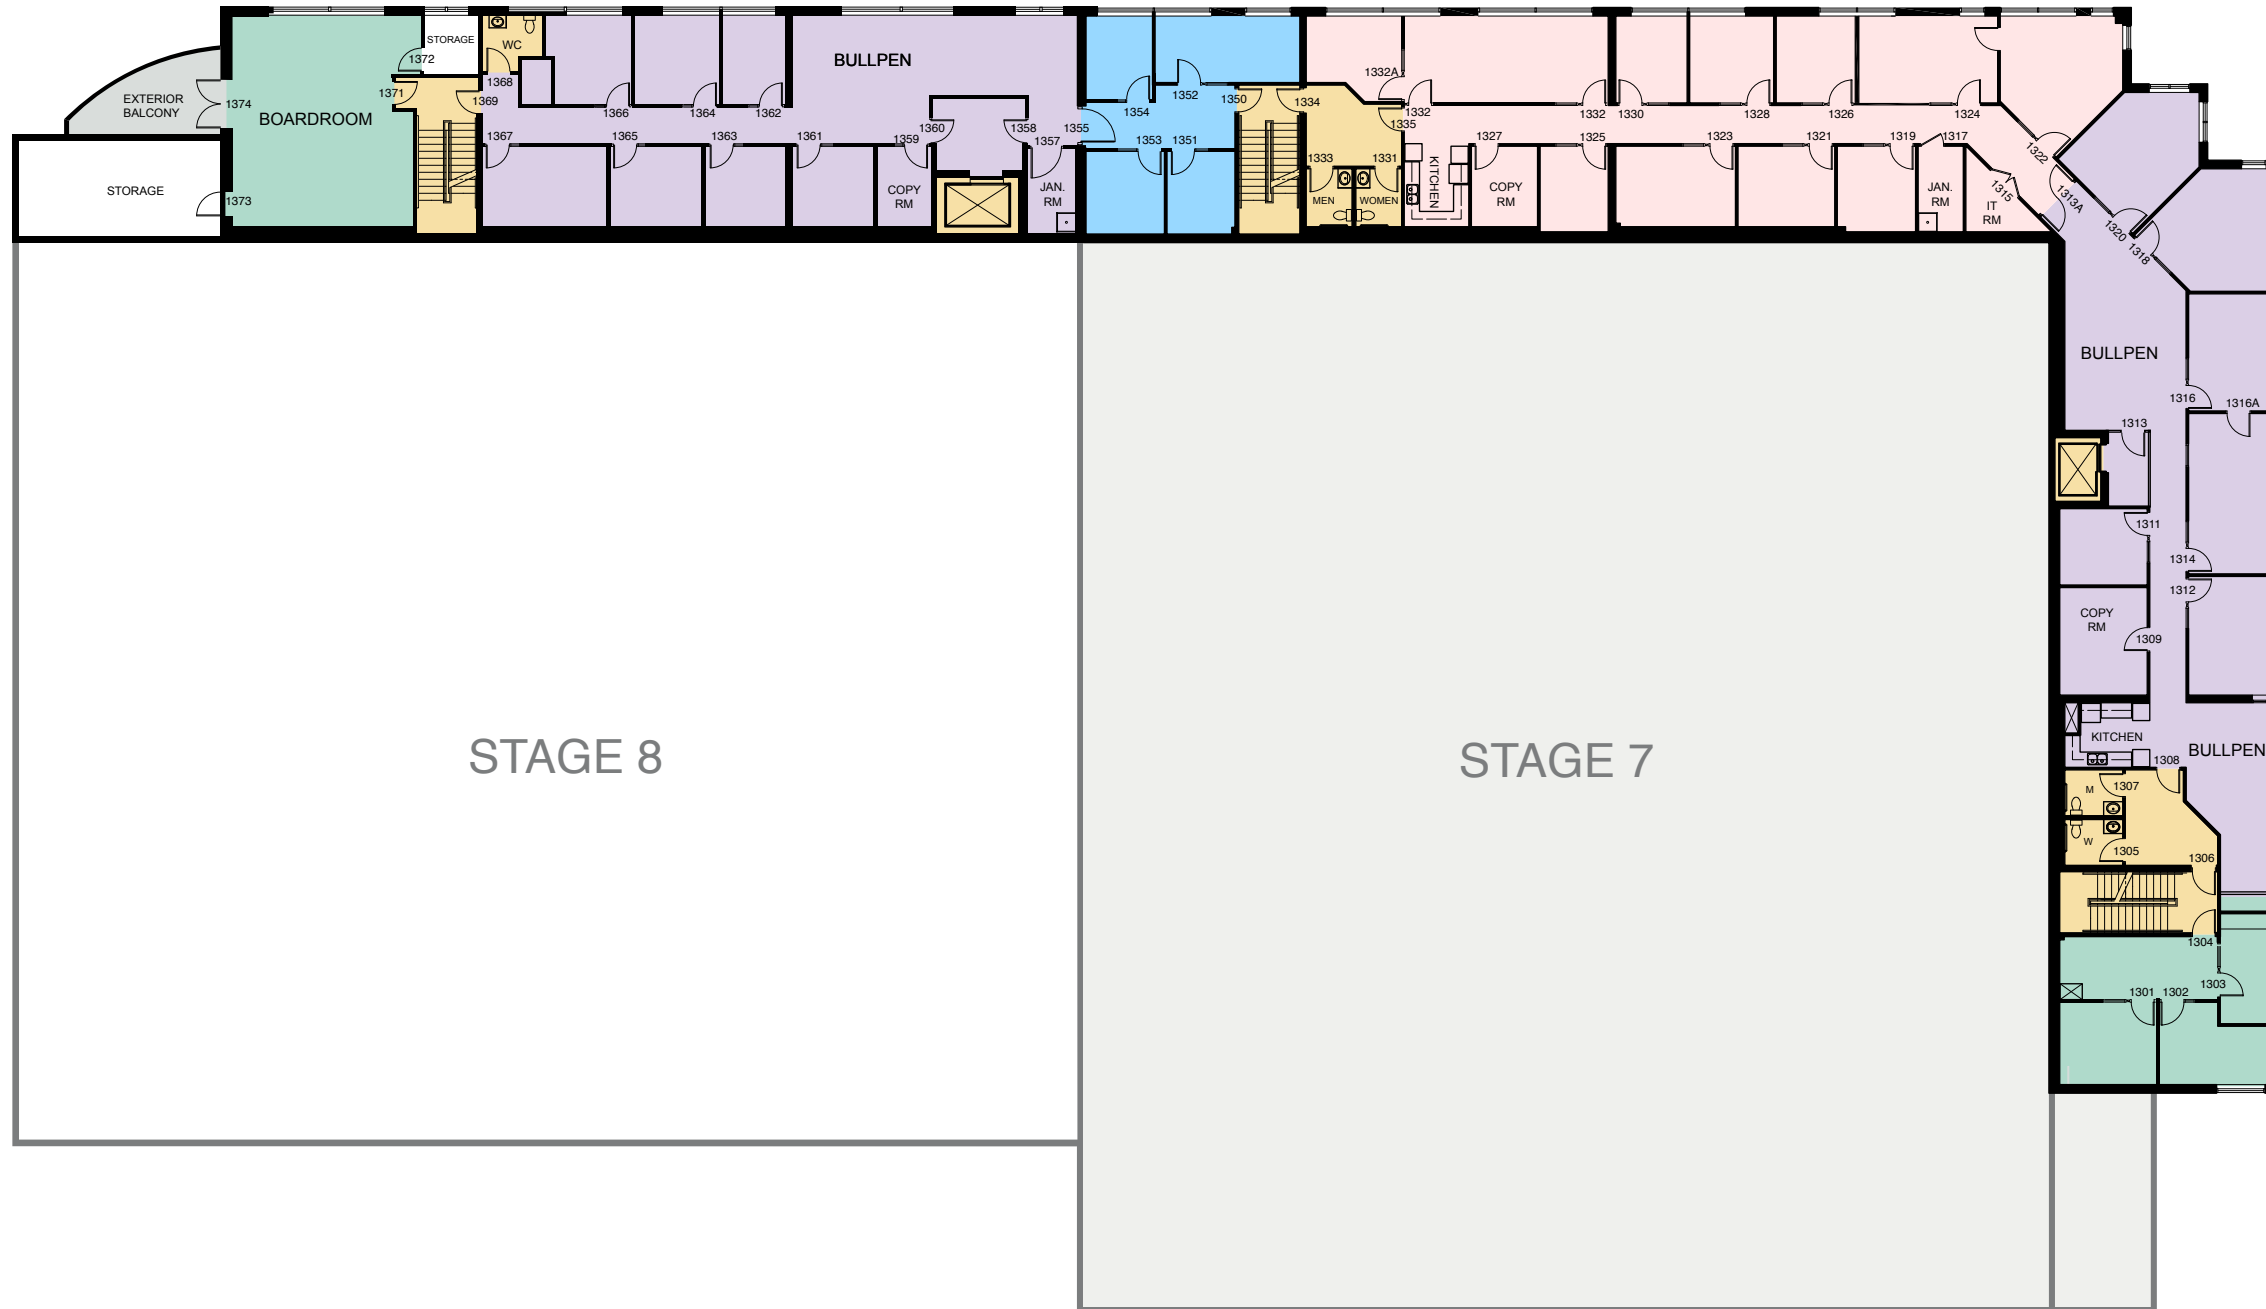 STORAGE
WC
1372
1368
1371
1369
EXTERIOR
BALCONY
1374
BOARDROOM
STORAGE
1373
1366
1364
1362
BULLPEN
1367
1365
1363
1361
1359
1360
1358
1357
1355
COPY
RM
JAN.
RM
1354
1352
1350
1353
1351
1334
1332A
1335
1332
1333
1331
MEN
WOMEN
KITCHEN
1327
1325
1332
1330
COPY
RM
1328
1326
1324
1323
1321
1319
1317
JAN.
RM
1315
IT
RM
1322
1313A
1320
1318
BULLPEN
1316
1316A
1313
1311
1314
1312
COPY
RM
1309
KITCHEN
BULLPEN
1308
M
1307
W
1305
1306
1304
1303
1301
1302
STAGE 8
STAGE 7